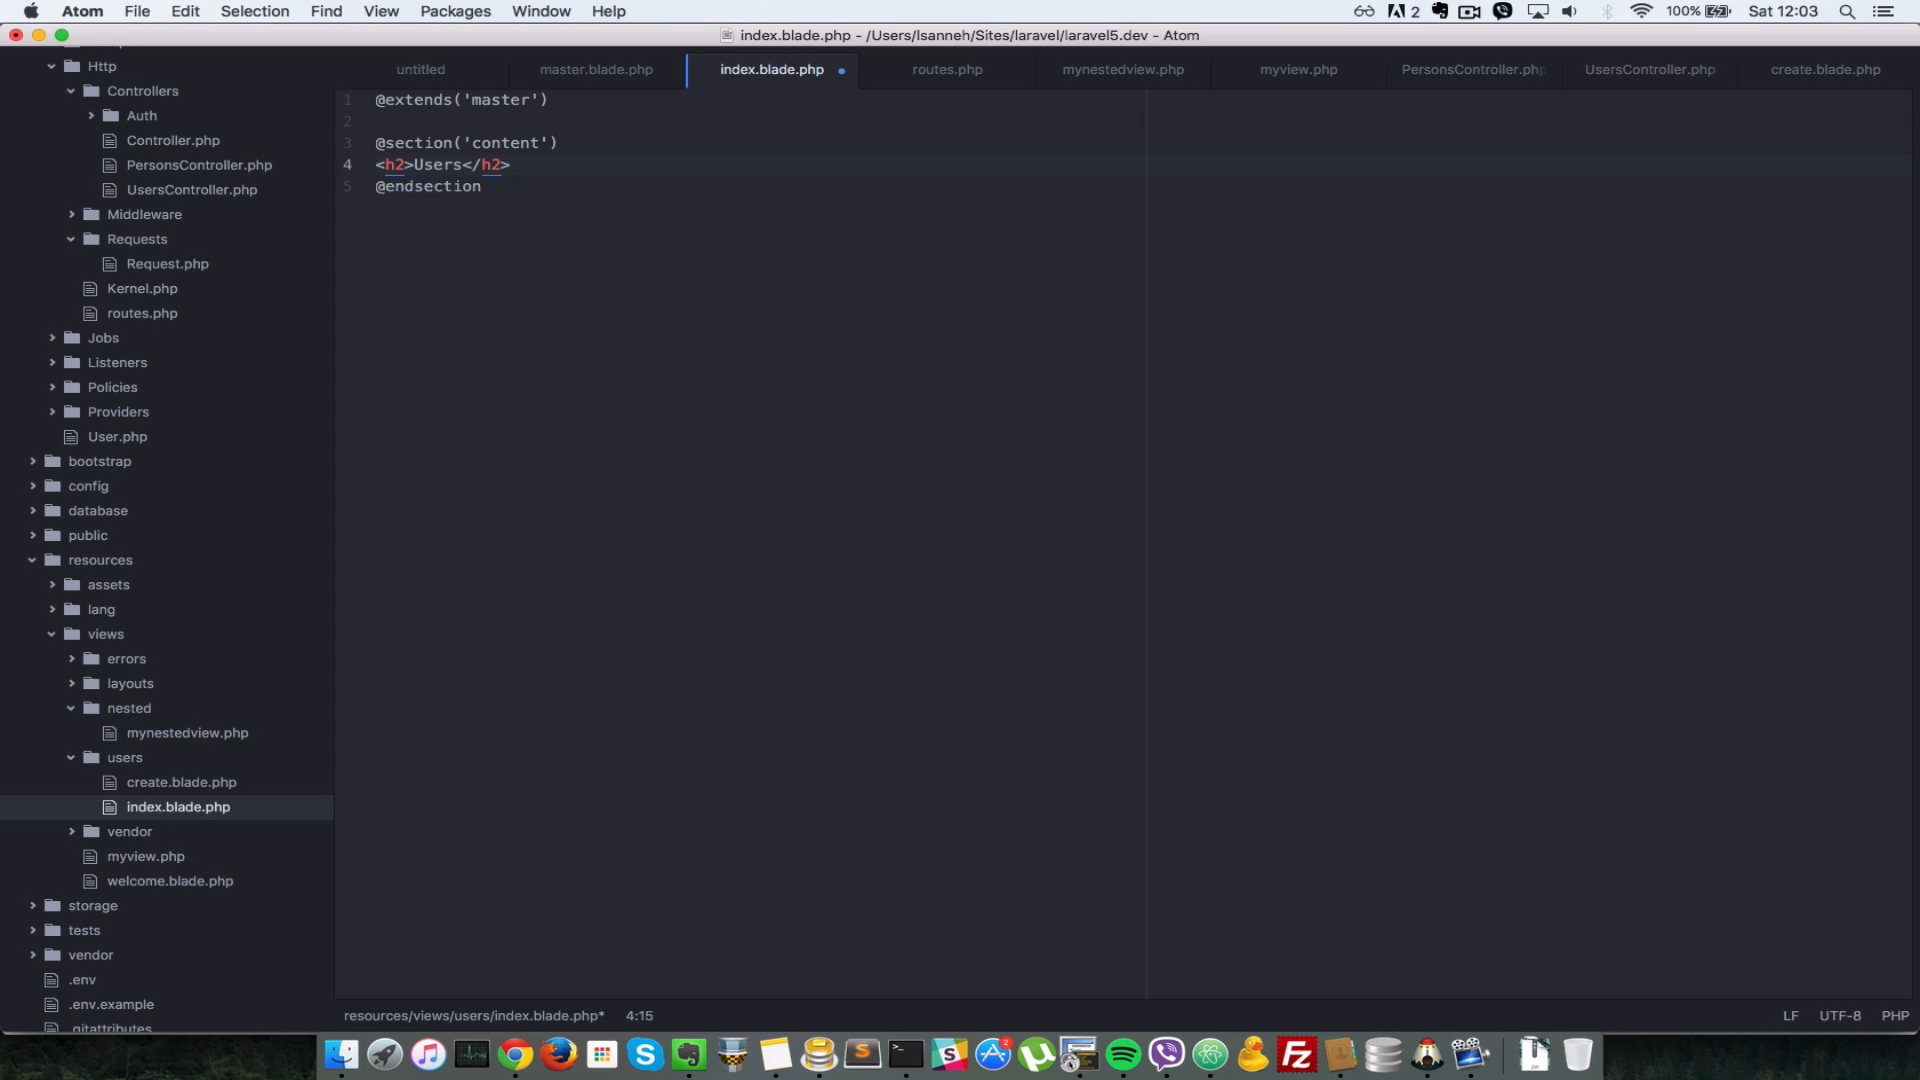 Atom File Edit Selection Find View Packages Window Help 2 100% Sat 12:03
index.blade.php - /Users/lsanneh/Sites/laravel/laravel5.dev - Atom
untitled master.blade.php index.blade.php routes.php mynestedview.php myview.php PersonsController.php UsersController.php create.blade.php
Http
Controllers
Auth
Controller.php
PersonsController.php
UsersController.php
Middleware
Requests
Request.php
Kernel.php
routes.php
Jobs
Listeners
Policies
Providers
User.php
bootstrap
config
database
public
resources
assets
lang
views
errors
layouts
nested
mynestedview.php
users
create.blade.php
index.blade.php
vendor
myview.php
welcome.blade.php
storage
tests
vendor
.env
.env.example
.gitattributes
1 @extends('master')
2
3 @section('content')
4 <h2>Users</h2>
5 @endsection
resources/views/users/index.blade.php* 4:15 LF UTF-8 PHP